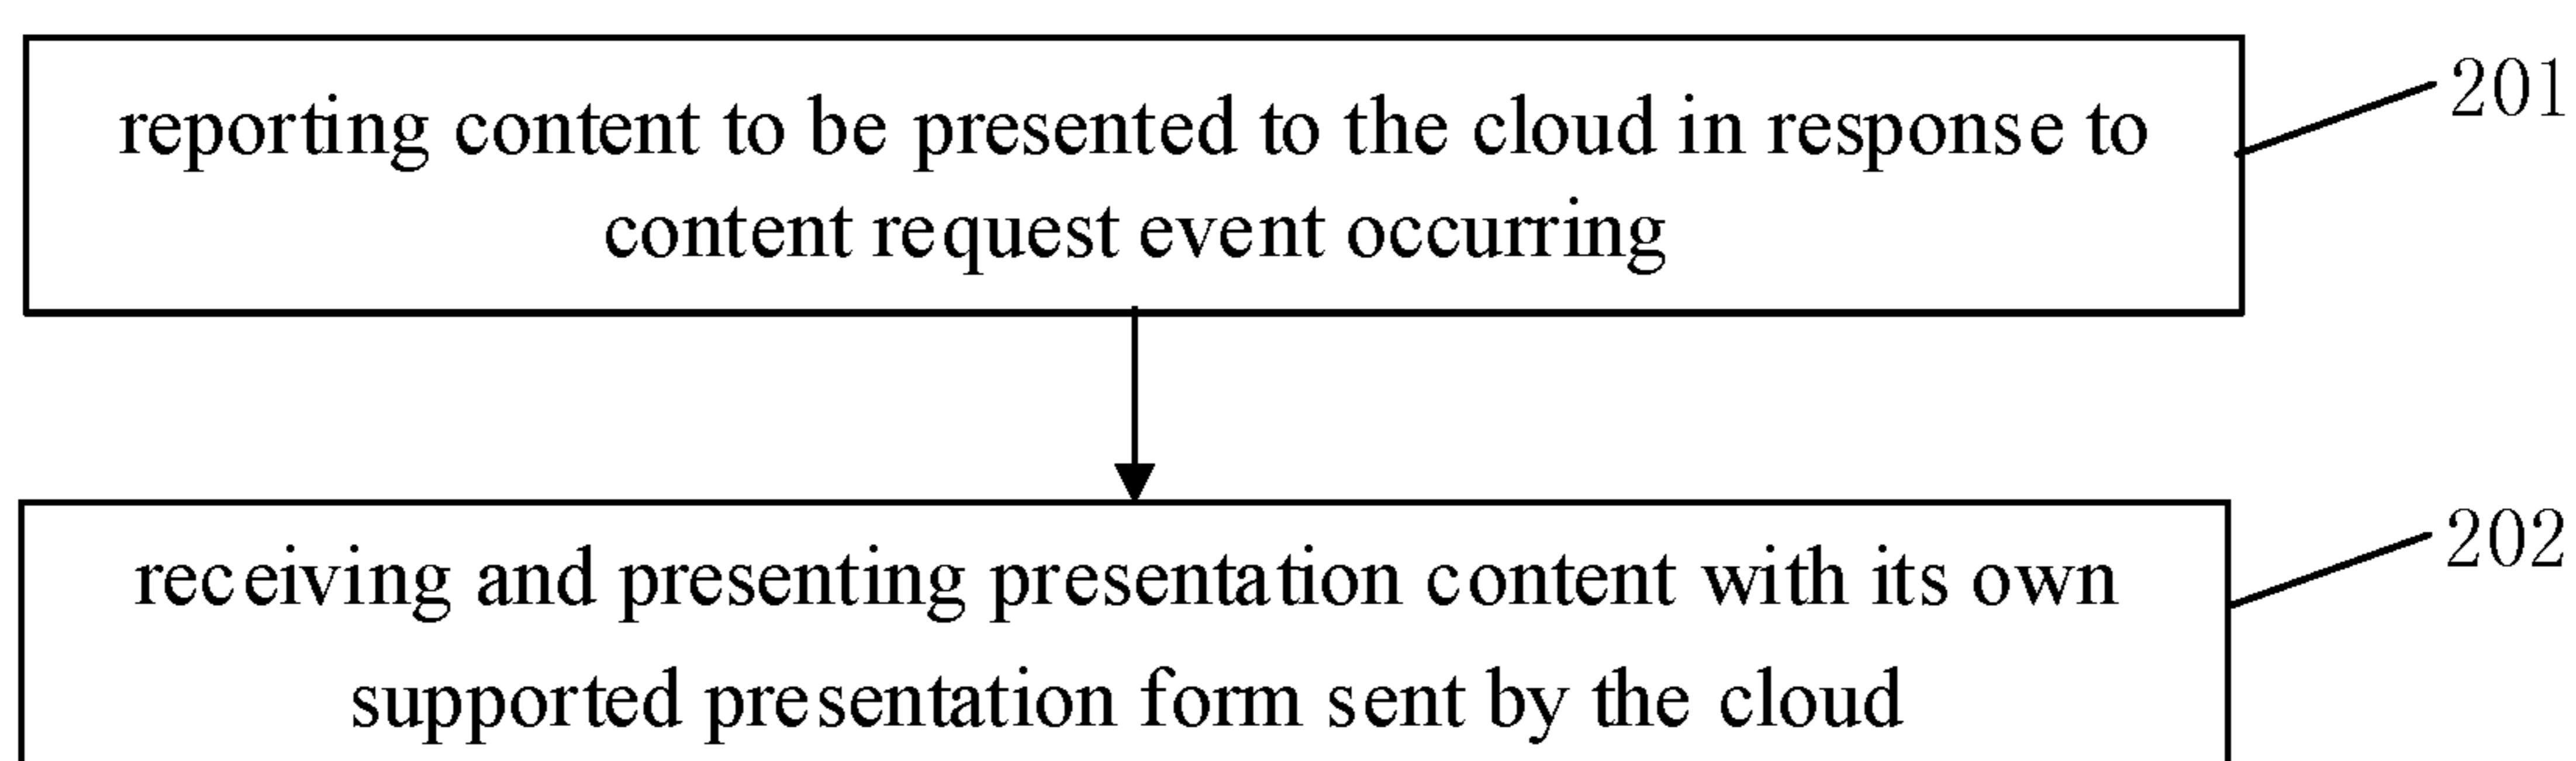 reporting content to be presented to the cloud in response to
content request event occurring
201
receiving and presenting presentation content with its own
supported presentation form sent by the cloud
202